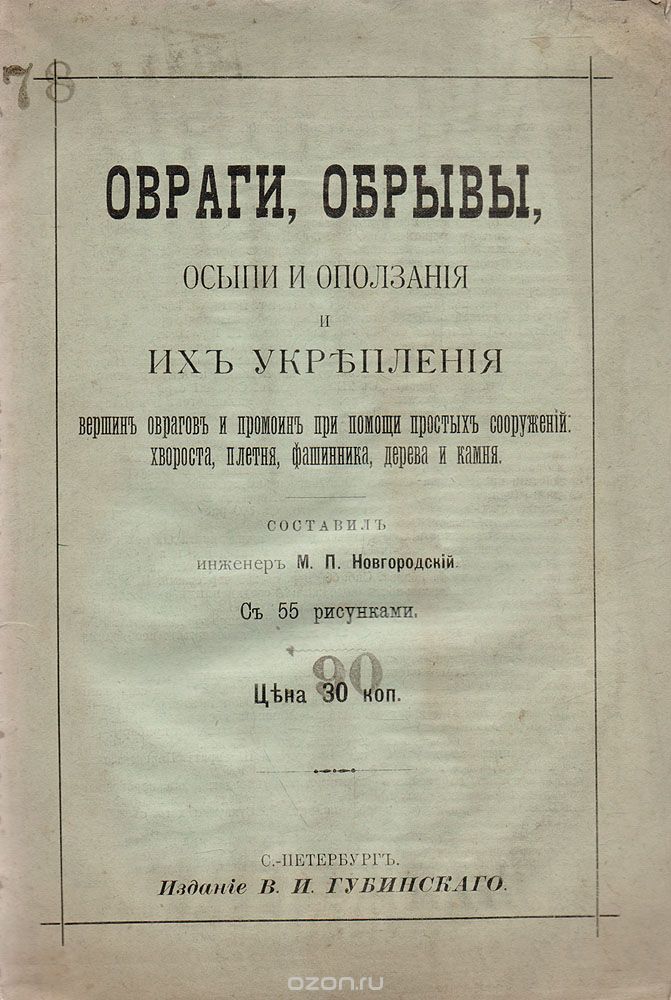 78
ОВРАГИ, ОБРЫВЫ,
ОСЫПИ И ОПОЛЗАНІЯ
И
ИХЪ УКРѢПЛЕНІЯ
вершинъ овраговъ и промоинъ при помощи простыхъ сооруженій:
хвороста, плетня, фашинника, дерева и камня.
СОСТАВИЛЪ
инженеръ М. П. Новгородскій.
Съ 55 рисунками.
90
Цѣна 30 коп.
С.-ПЕТЕРБУРГЪ.
Изданіе В. И. ГУБИНСКАГО.
ozon.ru